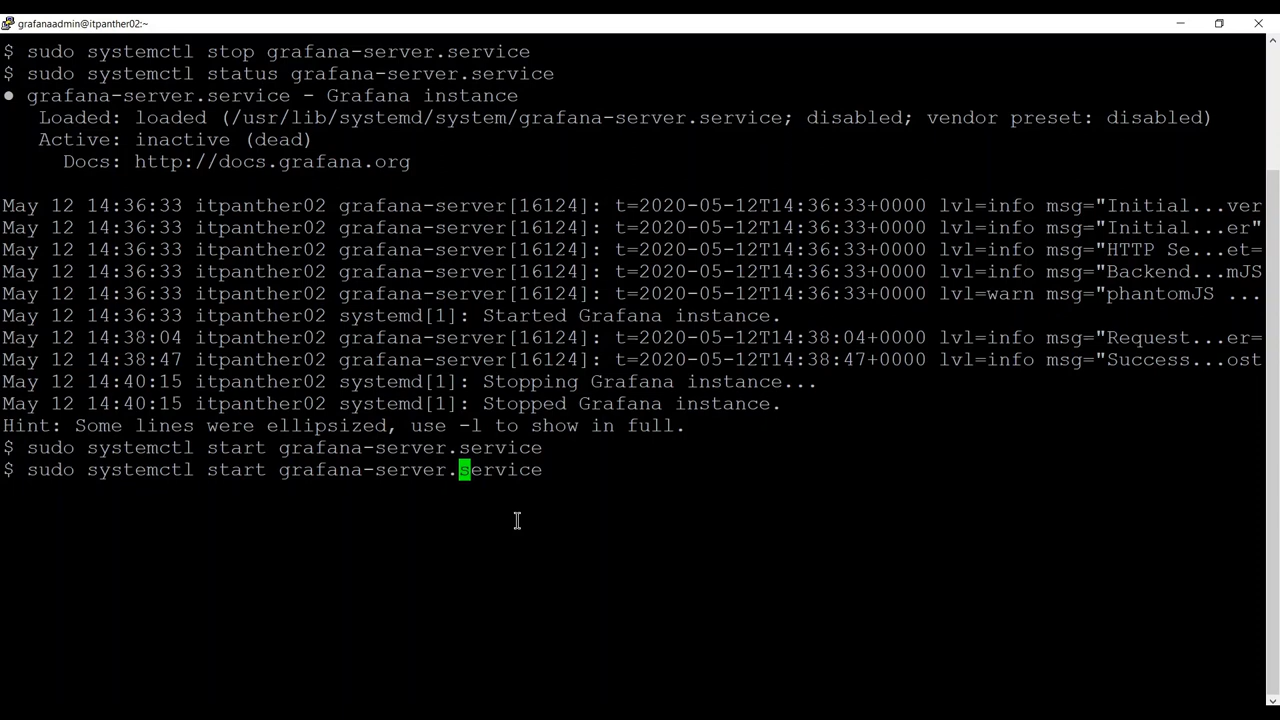 grafanaadmin@itpanther02:~
$ sudo systemctl stop grafana-server.service
$ sudo systemctl status grafana-server.service
● grafana-server.service - Grafana instance
   Loaded: loaded (/usr/lib/systemd/system/grafana-server.service; disabled; vendor preset: disabled)
   Active: inactive (dead)
     Docs: http://docs.grafana.org
May 12 14:36:33 itpanther02 grafana-server[16124]: t=2020-05-12T14:36:33+0000 lvl=info msg="Initial...ver
May 12 14:36:33 itpanther02 grafana-server[16124]: t=2020-05-12T14:36:33+0000 lvl=info msg="Initial...er"
May 12 14:36:33 itpanther02 grafana-server[16124]: t=2020-05-12T14:36:33+0000 lvl=info msg="HTTP Se...et=
May 12 14:36:33 itpanther02 grafana-server[16124]: t=2020-05-12T14:36:33+0000 lvl=info msg="Backend...mJS
May 12 14:36:33 itpanther02 grafana-server[16124]: t=2020-05-12T14:36:33+0000 lvl=warn msg="phantomJS ...
May 12 14:36:33 itpanther02 systemd[1]: Started Grafana instance.
May 12 14:38:04 itpanther02 grafana-server[16124]: t=2020-05-12T14:38:04+0000 lvl=info msg="Request...er=
May 12 14:38:47 itpanther02 grafana-server[16124]: t=2020-05-12T14:38:47+0000 lvl=info msg="Success...ost
May 12 14:40:15 itpanther02 systemd[1]: Stopping Grafana instance...
May 12 14:40:15 itpanther02 systemd[1]: Stopped Grafana instance.
Hint: Some lines were ellipsized, use -l to show in full.
$ sudo systemctl start grafana-server.service
$ sudo systemctl start grafana-server.service